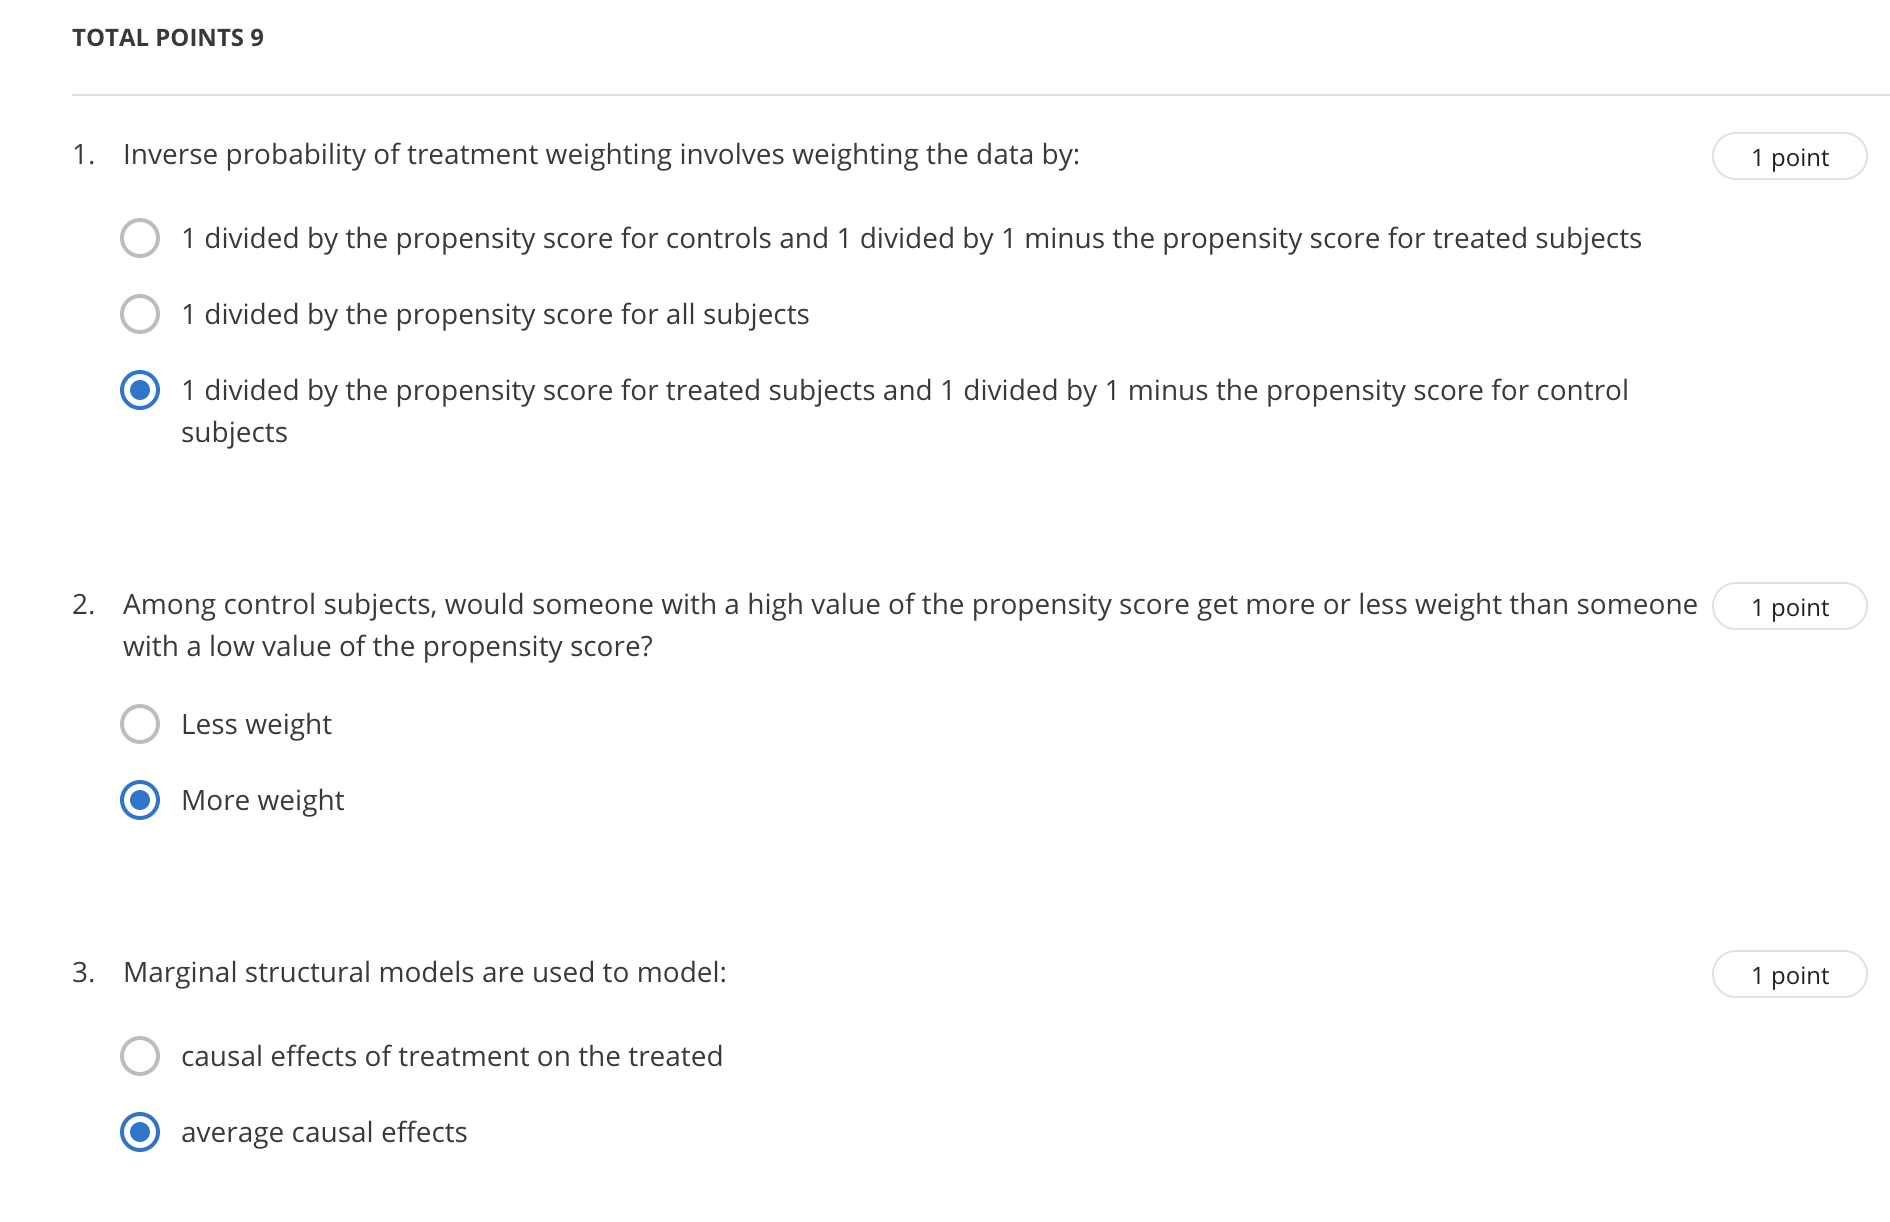 TOTAL POINTS 9
1. Inverse probability of treatment weighting involves weighting the data by:
1 point
1 divided by the propensity score for controls and 1 divided by 1 minus the propensity score for treated subjects
1 divided by the propensity score for all subjects
1 divided by the propensity score for treated subjects and 1 divided by 1 minus the propensity score for control
subjects
2. Among control subjects, would someone with a high value of the propensity score get more or less weight than someone
1 point
with a low value of the propensity score?
Less weight
More weight
3. Marginal structural models are used to model:
1 point
causal effects of treatment on the treated
average causal effects